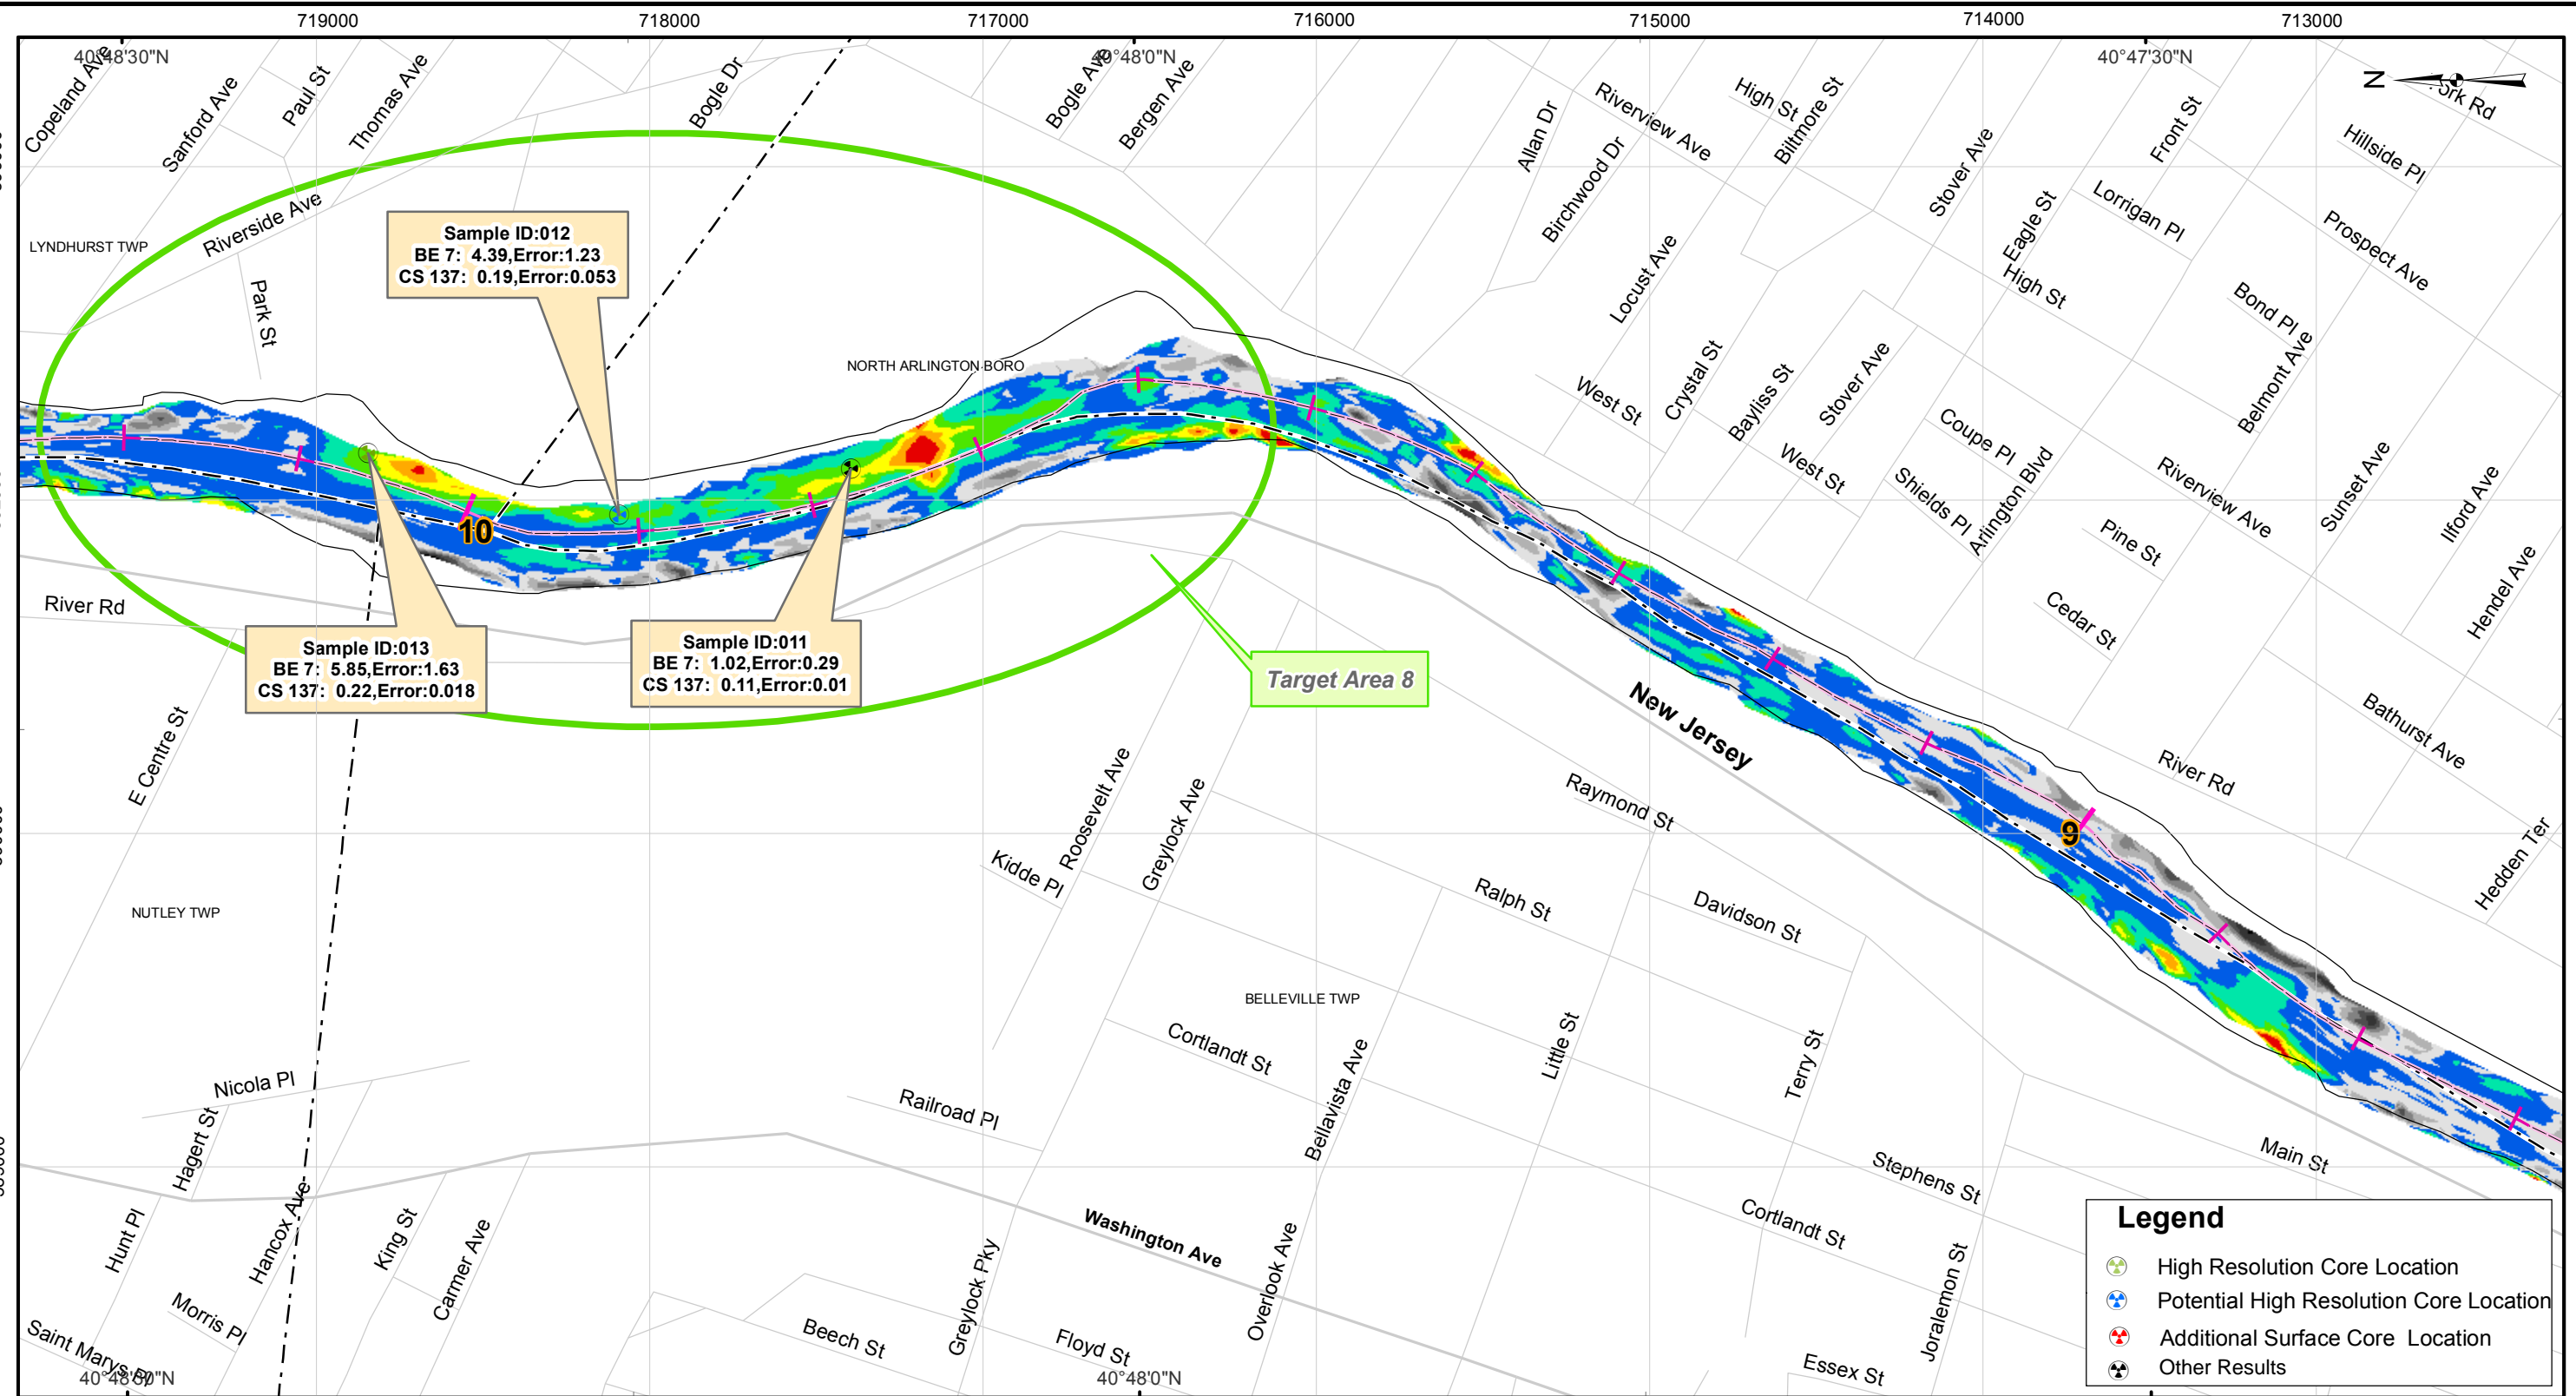 719000
718000
717000
716000
715000
714000
713000
40°48'30"N
40°48'0"N
40°47'30"N
N
Copeland Ave
Sanford Ave
Paul St
Thomas Ave
Bogle Dr
Bogle Ave
Bergen Ave
Allan Dr
Birchwood Dr
Riverview Ave
High St
Biltmore St
Stover Ave
Front St
Hillside Pl
Lorrigan Pl
Eagle St
Prospect Ave
High St
Bond Pl
Belmont Ave
Locust Ave
Crystal St
Bayliss St
Stover Ave
West St
West St
Coupe Pl
Shields Pl
Arlington Blvd
Riverview Ave
Sunset Ave
Ilford Ave
Pine St
Cedar St
Hendel Ave
Bathurst Ave
River Rd
Hedden Ter
LYNDHURST TWP
Riverside Ave
Park St
Sample ID:012
BE 7: 4.39,Error:1.23
CS 137: 0.19,Error:0.053
NORTH ARLINGTON BORO
10
River Rd
Sample ID:013
BE 7: 5.85,Error:1.63
CS 137: 0.22,Error:0.018
Sample ID:011
BE 7: 1.02,Error:0.29
CS 137: 0.11,Error:0.01
Target Area 8
New Jersey
9
E Centre St
NUTLEY TWP
Roosevelt Ave
Greylock Ave
Kidde Pl
Raymond St
Ralph St
Davidson St
BELLEVILLE TWP
Cortlandt St
Bellavista Ave
Little St
Terry St
Nicola Pl
Hagert St
Railroad Pl
Stephens St
Main St
Hunt Pl
Hancox Ave
King St
Carmer Ave
Washington Ave
Cortlandt St
Greylock Pky
Overlook Ave
Joralemon St
Morris Pl
Saint Marys Pl
Beech St
Floyd St
Essex St
40°48'30"N
40°48'0"N
Legend
High Resolution Core Location
Potential High Resolution Core Location
Additional Surface Core Location
Other Results